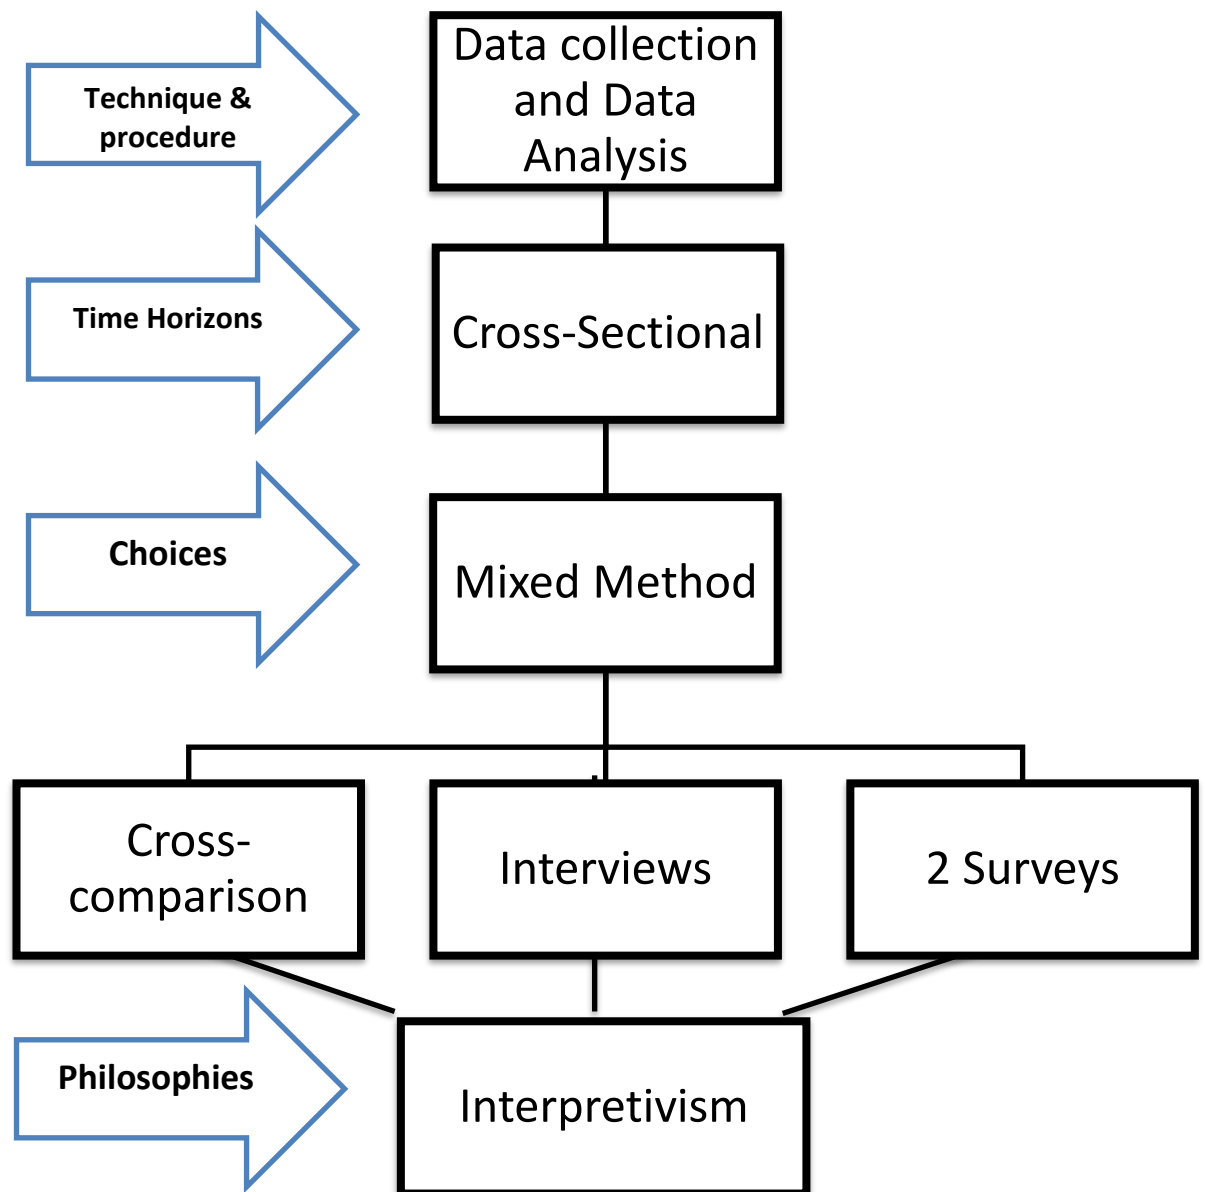 Technique &
procedure
Data collection
and Data
Analysis
Time Horizons
Cross-Sectional
Choices
Mixed Method
Cross-
comparison
Interviews
2 Surveys
Philosophies
Interpretivism